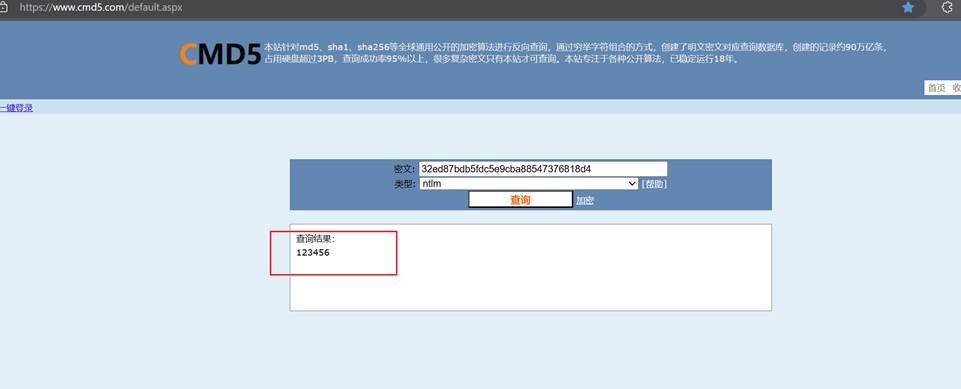 https://www.cmd5.com/default.aspx
CMD5
本站针对md5、sha1、sha256等全球通用公开的加密算法进行反向查询，通过穷举字符组合的方式，创建了明文密文对应查询数据库，创建的记录约90万亿条，
占用硬盘超过3PB，查询成功率95%以上，很多复杂密文只有本站才可查询。本站专注于各种公开算法，已稳定运行18年。
首页 收
一键登录
密文: 32ed87bdb5fdc5e9cba88547376818d4
类型: ntlm [帮助]
查询 加密
查询结果:
123456